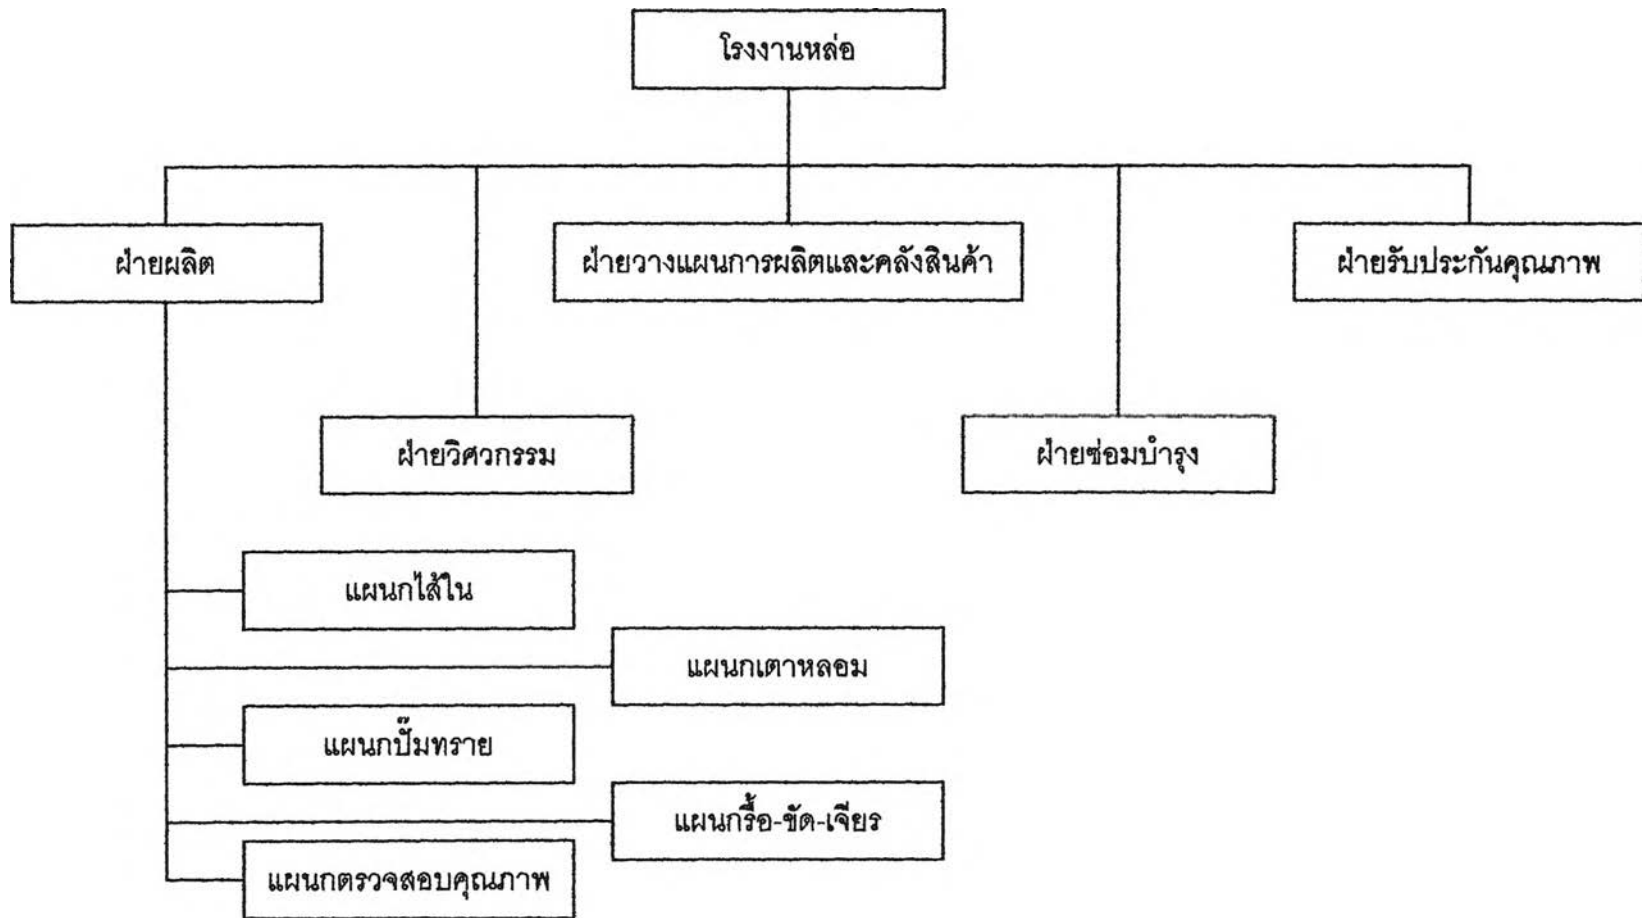 โรงงานหล่อ
ฝ่ายผลิต
ฝ่ายวางแผนการผลิตและคลังสินค้า
ฝ่ายรับประกันคุณภาพ
ฝ่ายวิศวกรรม
ฝ่ายซ่อมบำรุง
แผนกไส้ใน
แผนกเตาหลอม
แผนกปั๊มทราย
แผนกรื้อ-ขัด-เจียร
แผนกตรวจสอบคุณภาพ